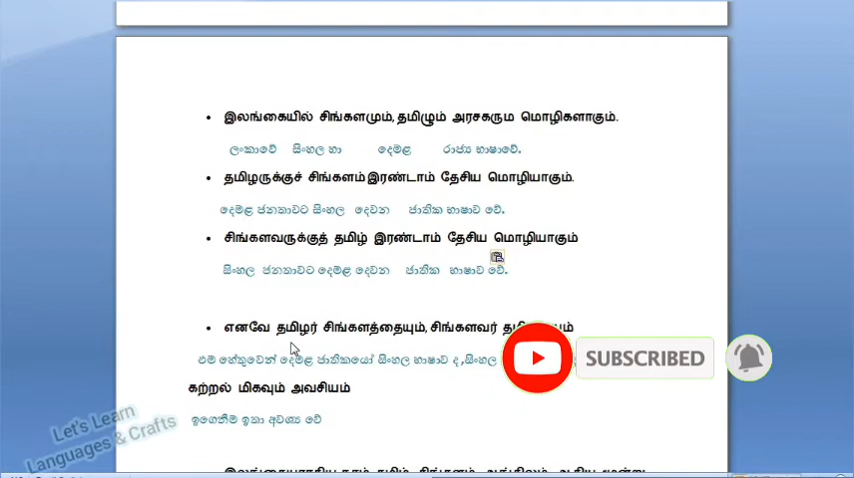 இலங்கையில் சிங்களமும், தமிழும் அரசகரும மொழிகளாகும்.
ලංකාවේ සිංහල හා දෙමළ රාජ්‍ය භාෂාවේ.
தமிழருக்குச் சிங்களம் இரண்டாம் தேசிய மொழியாகும்.
දෙමළ ජනතාවට සිංහල දෙවන ජාතික භාෂාව වේ.
சிங்களவருக்குத் தமிழ் இரண்டாம் தேசிய மொழியாகும்
සිංහල ජනතාවට දෙමළ දෙවන ජාතික භාෂාව වේ.
எனவே தமிழர் சிங்களத்தையும், சிங்களவர்
එම හේතුවෙන් දෙමළ ජාතිකයෝ සිංහල භාෂාව ද ,සිංහල
SUBSCRIBED
கற்றல் மிகவும் அவசியம்
ඉගෙනීම ඉතා අවශ්‍ය වේ
Let's Learn
Languages & Crafts